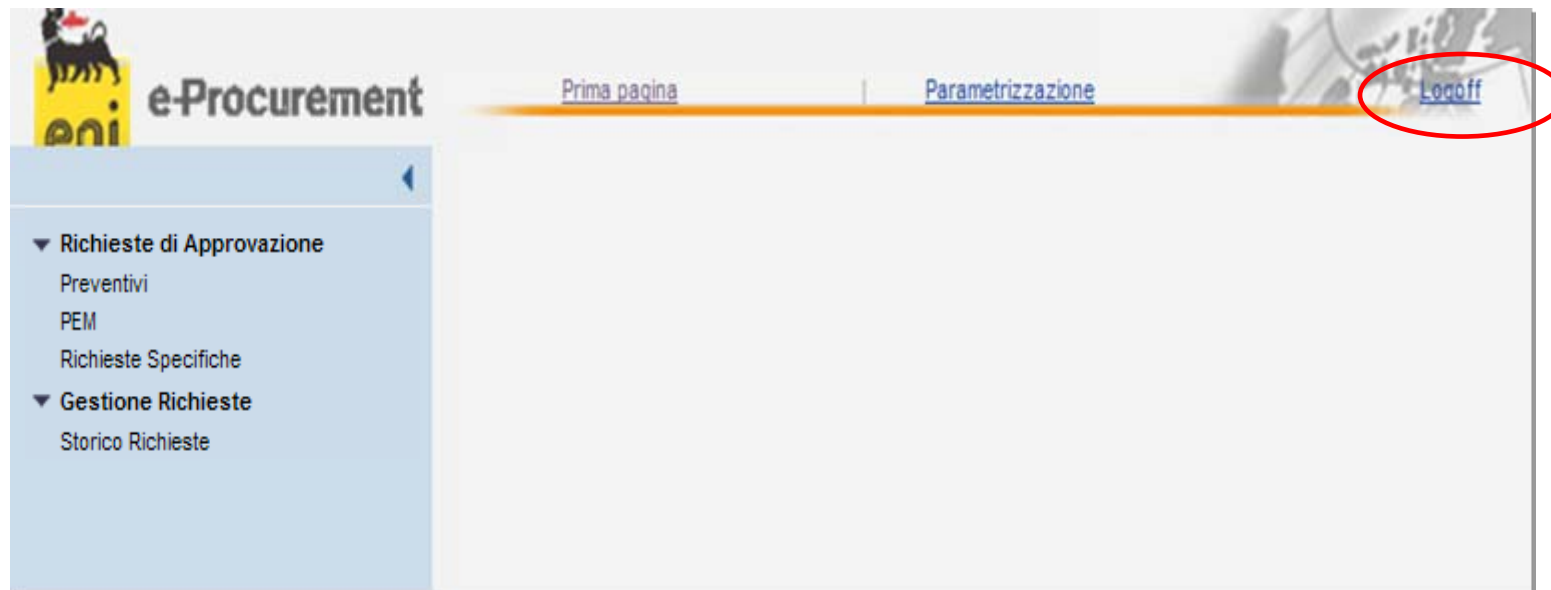 eni
e-Procurement
Prima pagina | Parametrizzazione Logoff
Richieste di Approvazione
Preventivi
PEM
Richieste Specifiche
Gestione Richieste
Storico Richieste